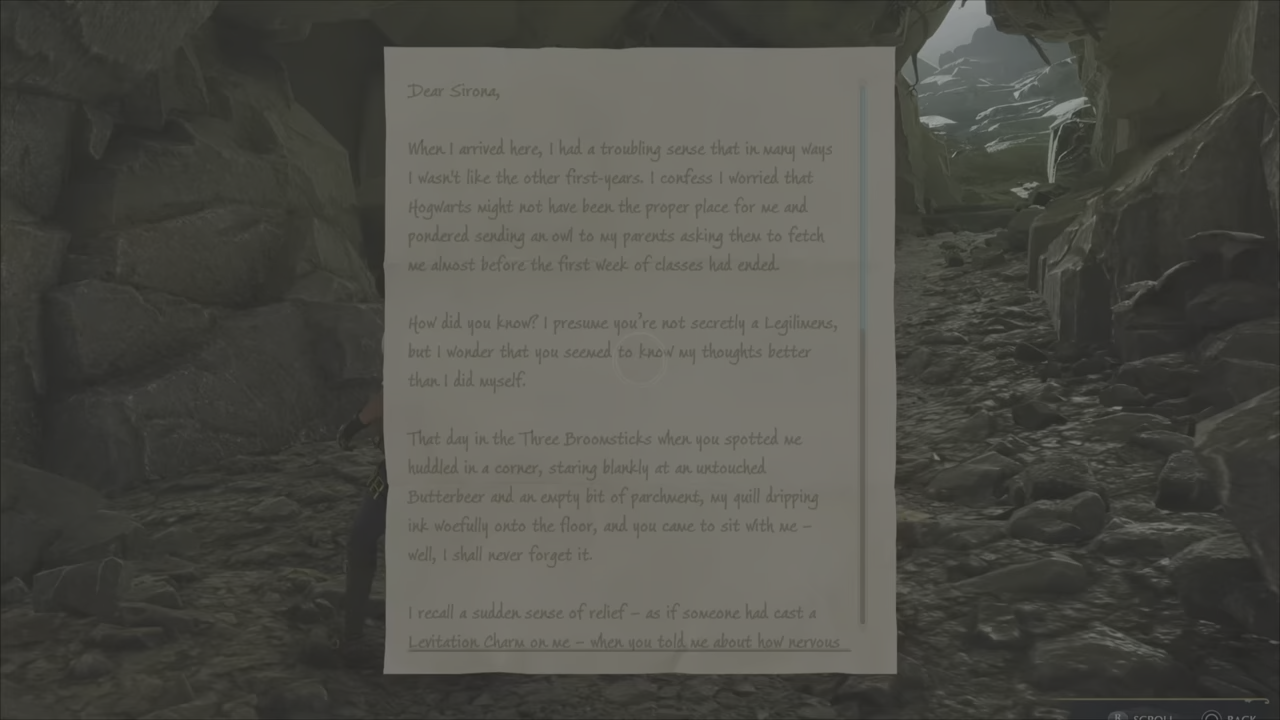 Dear Sirona,
When I arrived here, I had a troubling sense that in many ways
I wasn't like the other first-years. I confess I worried that
Hogwarts might not have been the proper place for me and
pondered sending an owl to my parents asking them to fetch
me almost before the first week of classes had ended.
How did you know? I presume you're not secretly a Legilimens,
but I wonder that you seemed to know my thoughts better
than I did myself.
That day in the Three Broomsticks when you spotted me
huddled in a corner, staring blankly at an untouched
Butterbeer and an empty bit of parchment, my quill dripping
ink woefully onto the floor, and you came to sit with me –
well, I shall never forget it.
I recall a sudden sense of relief – as if someone had cast a
Levitation Charm on me – when you told me about how nervous
R SCROLL BACK